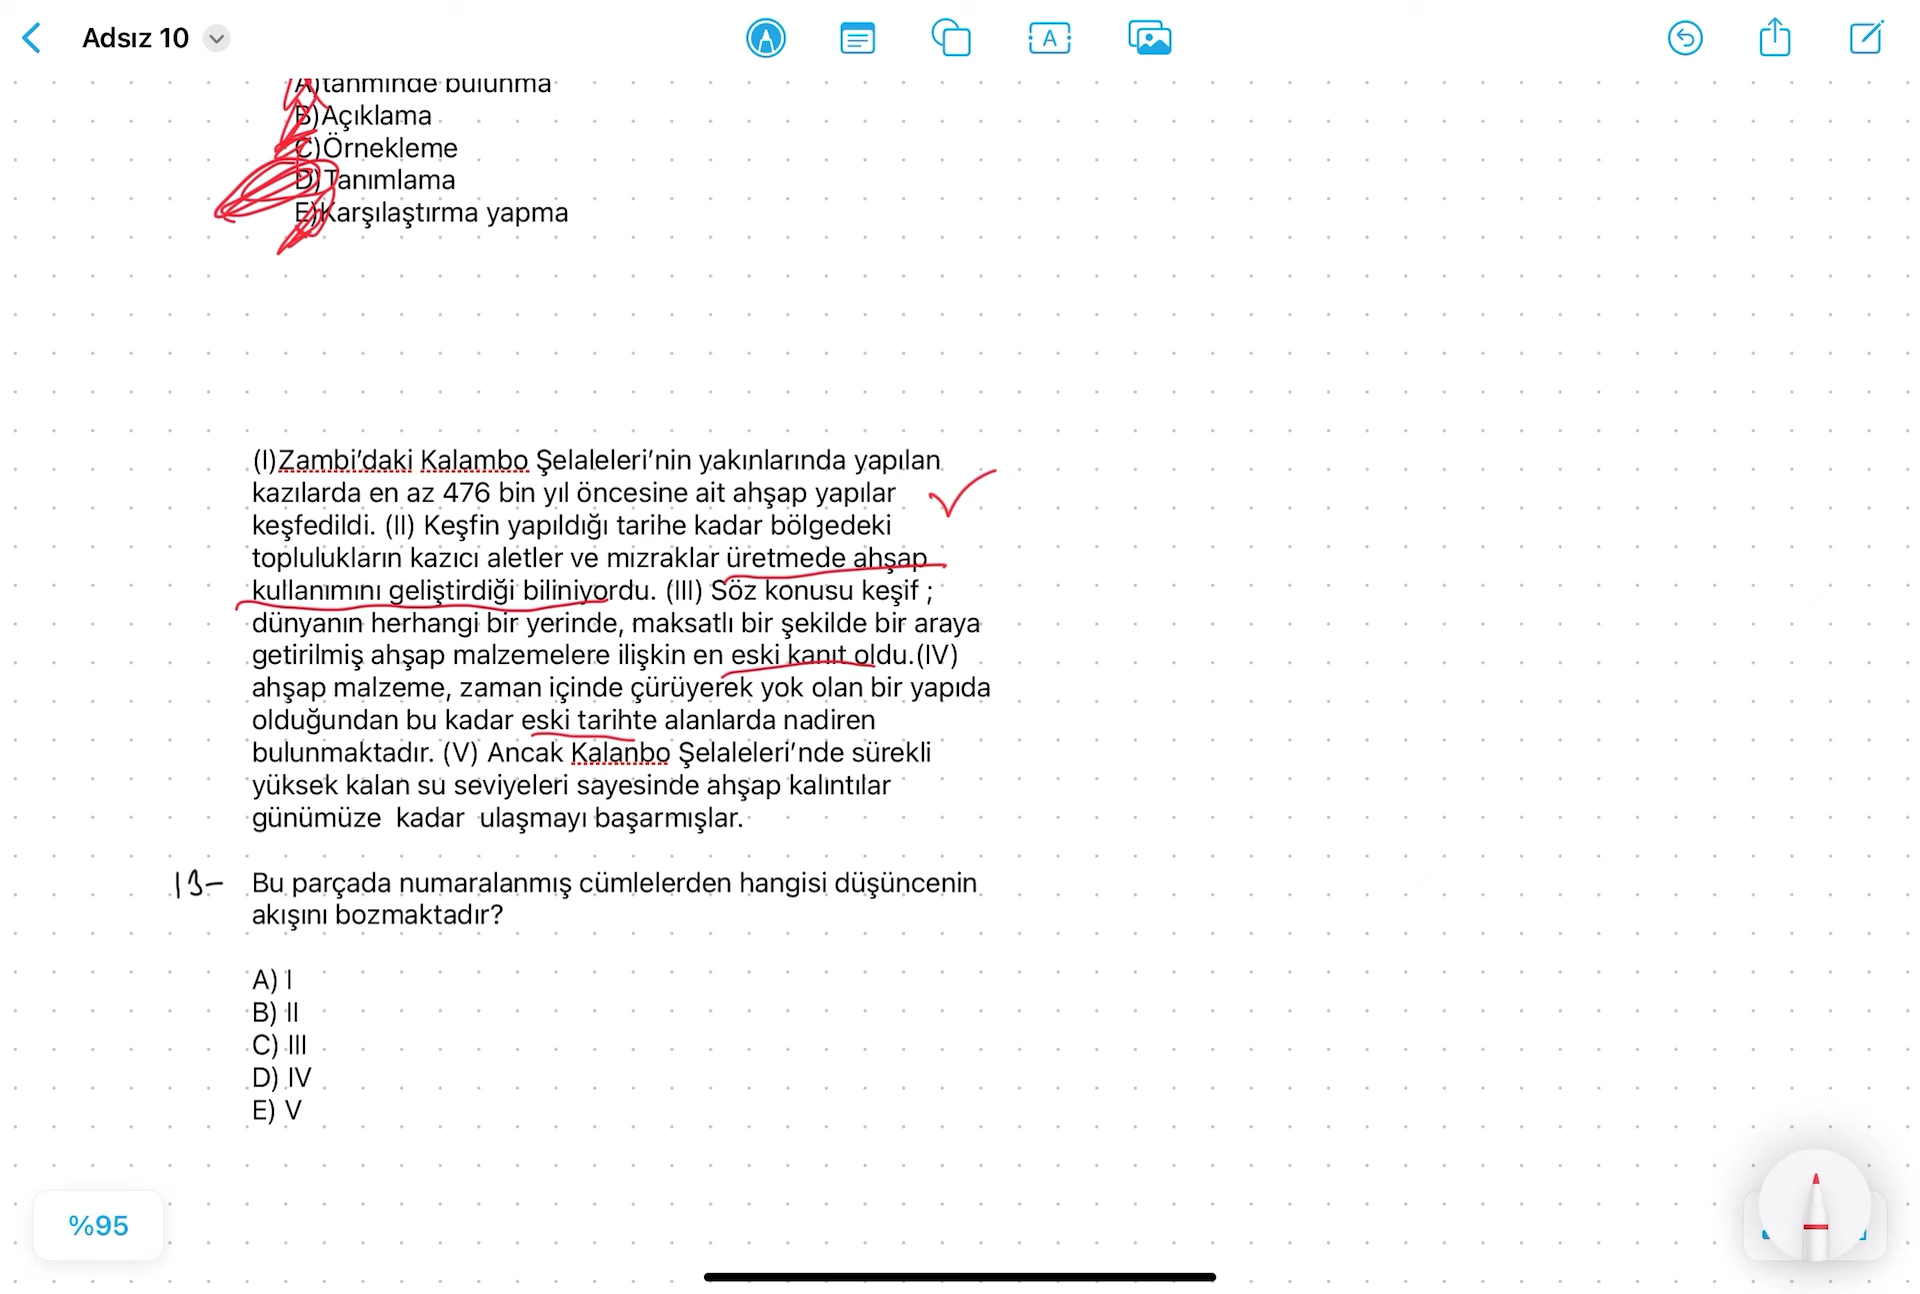 Adsız 10
A)tahminde bulunma
B)Açıklama
C)Örnekleme
D)Tanımlama
E)Karşılaştırma yapma
(I)Zambi'daki Kalambo Şelaleleri'nin yakınlarında yapılan
kazılarda en az 476 bin yıl öncesine ait ahşap yapılar
keşfedildi. (II) Keşfin yapıldığı tarihe kadar bölgedeki
toplulukların kazıcı aletler ve mızraklar üretmede ahşap
kullanımını geliştirdiği biliniyordu. (III) Söz konusu keşif ;
dünyanın herhangi bir yerinde, maksatlı bir şekilde bir araya
getirilmiş ahşap malzemelere ilişkin en eski kanıt oldu.(IV)
ahşap malzeme, zaman içinde çürüyerek yok olan bir yapıda
olduğundan bu kadar eski tarihte alanlarda nadiren
bulunmaktadır. (V) Ancak Kalanbo Şelaleleri'nde sürekli
yüksek kalan su seviyeleri sayesinde ahşap kalıntılar
günümüze kadar ulaşmayı başarmışlar.
13- Bu parçada numaralanmış cümlelerden hangisi düşüncenin
akışını bozmaktadır?
A) I
B) II
C) III
D) IV
E) V
%95